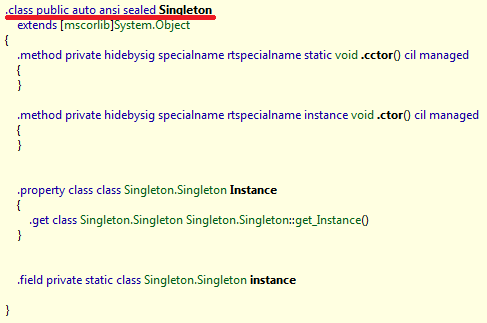 .class public auto ansi sealed Singleton
extends [mscorlib]System.Object
{
.method private hidebysig specialname rtspecialname static void .cctor() cil managed
{
}
.method private hidebysig specialname rtspecialname instance void .ctor() cil managed
{
}
.property class class Singleton.Singleton Instance
{
.get class Singleton.Singleton Singleton.Singleton::get_Instance()
}
.field private static class Singleton.Singleton instance
}